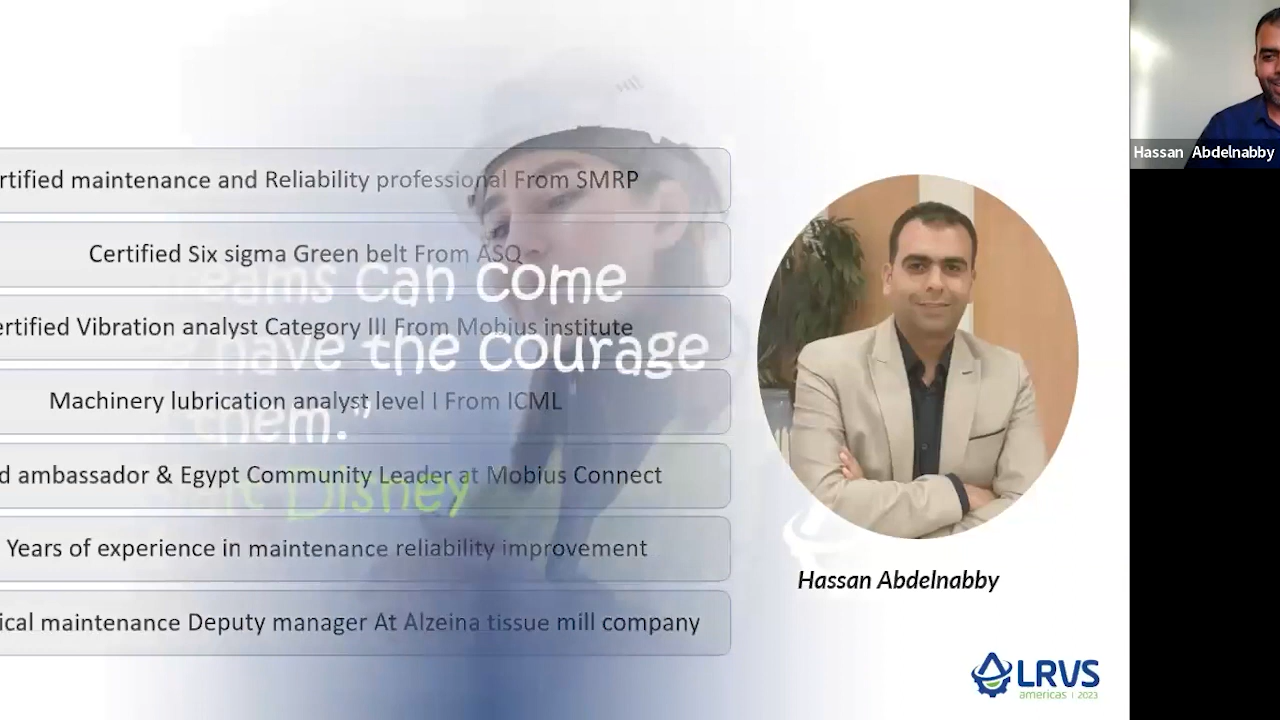 rtified maintenance and Reliability professional From SMRP
Certified Six sigma Green belt From ASQ
eams can come
ertified Vibration analyst Category III From Mobius institute
have the courage
Machinery lubrication analyst level I From ICML
them."
d ambassador & Egypt Community Leader at Mobius Connect
Disney
Years of experience in maintenance reliability improvement
ical maintenance Deputy manager At Alzeina tissue mill company
Hassan Abdelnabby
Hassan Abdelnabby
LRVS
americas | 2023